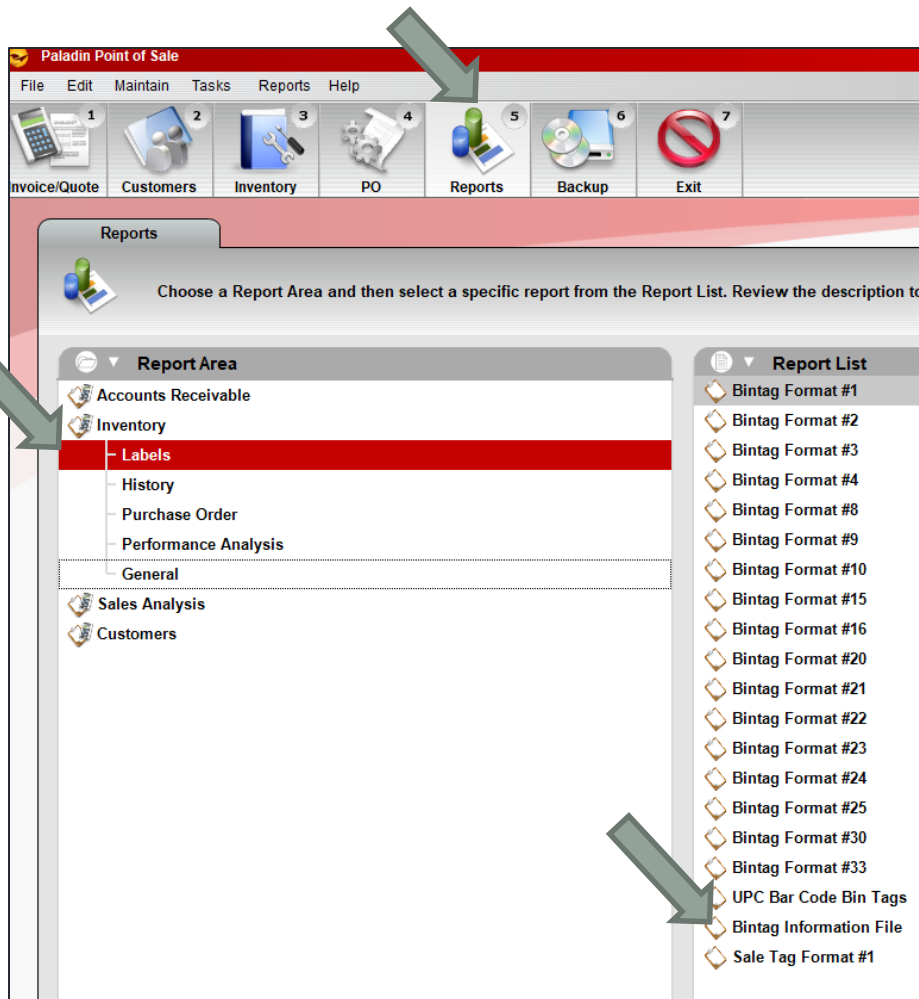 Paladin Point of Sale
File Edit Maintain Tasks Reports Help
1 2 3 4 5 6 7
nvoice/Quote Customers Inventory PO Reports Backup Exit
Reports
Choose a Report Area and then select a specific report from the Report List. Review the description to
Report Area
Accounts Receivable
Inventory
Labels
History
Purchase Order
Performance Analysis
General
Sales Analysis
Customers
Report List
Bintag Format #1
Bintag Format #2
Bintag Format #3
Bintag Format #4
Bintag Format #8
Bintag Format #9
Bintag Format #10
Bintag Format #15
Bintag Format #16
Bintag Format #20
Bintag Format #21
Bintag Format #22
Bintag Format #23
Bintag Format #24
Bintag Format #25
Bintag Format #30
Bintag Format #33
UPC Bar Code Bin Tags
Bintag Information File
Sale Tag Format #1